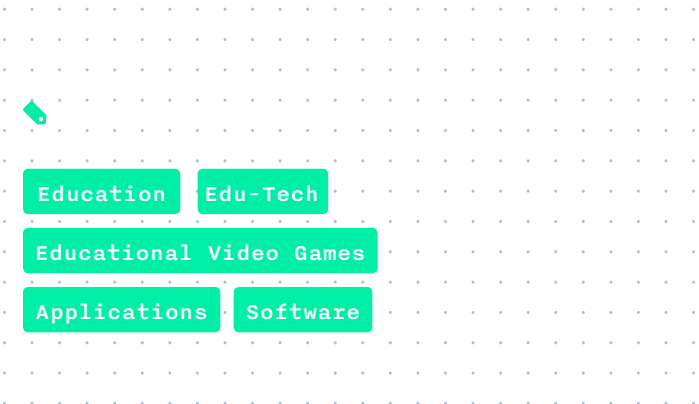 Education Edu-Tech
Educational Video Games
Applications Software